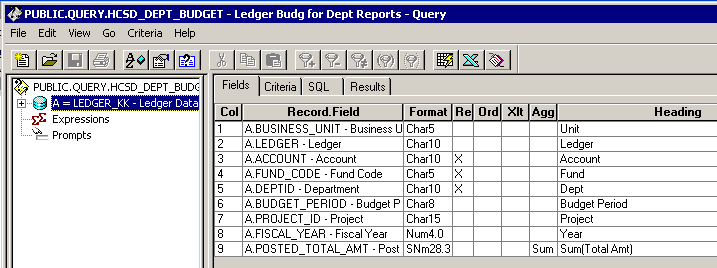 PUBLIC.QUERY.HCSD_DEPT_BUDGET - Ledger Budg for Dept Reports - Query
File Edit View Go Criteria Help
PUBLIC.QUERY.HCSD_DEPT_BUDG
A = LEDGER_KK - Ledger Data
Expressions
Prompts
Fields Criteria SQL Results
Col Record.Field Format Re Ord Xlt Agg Heading
1 A.BUSINESS_UNIT - Business U Char5 Unit
2 A.LEDGER - Ledger Char10 Ledger
3 A.ACCOUNT - Account Char10 X Account
4 A.FUND_CODE - Fund Code Char5 X Fund
5 A.DEPTID - Department Char10 X Dept
6 A.BUDGET_PERIOD - Budget P Char8 Budget Period
7 A.PROJECT_ID - Project Char15 Project
8 A.FISCAL_YEAR - Fiscal Year Num4.0 Year
9 A.POSTED_TOTAL_AMT - Post SNm28.3 Sum Sum(Total Amt)